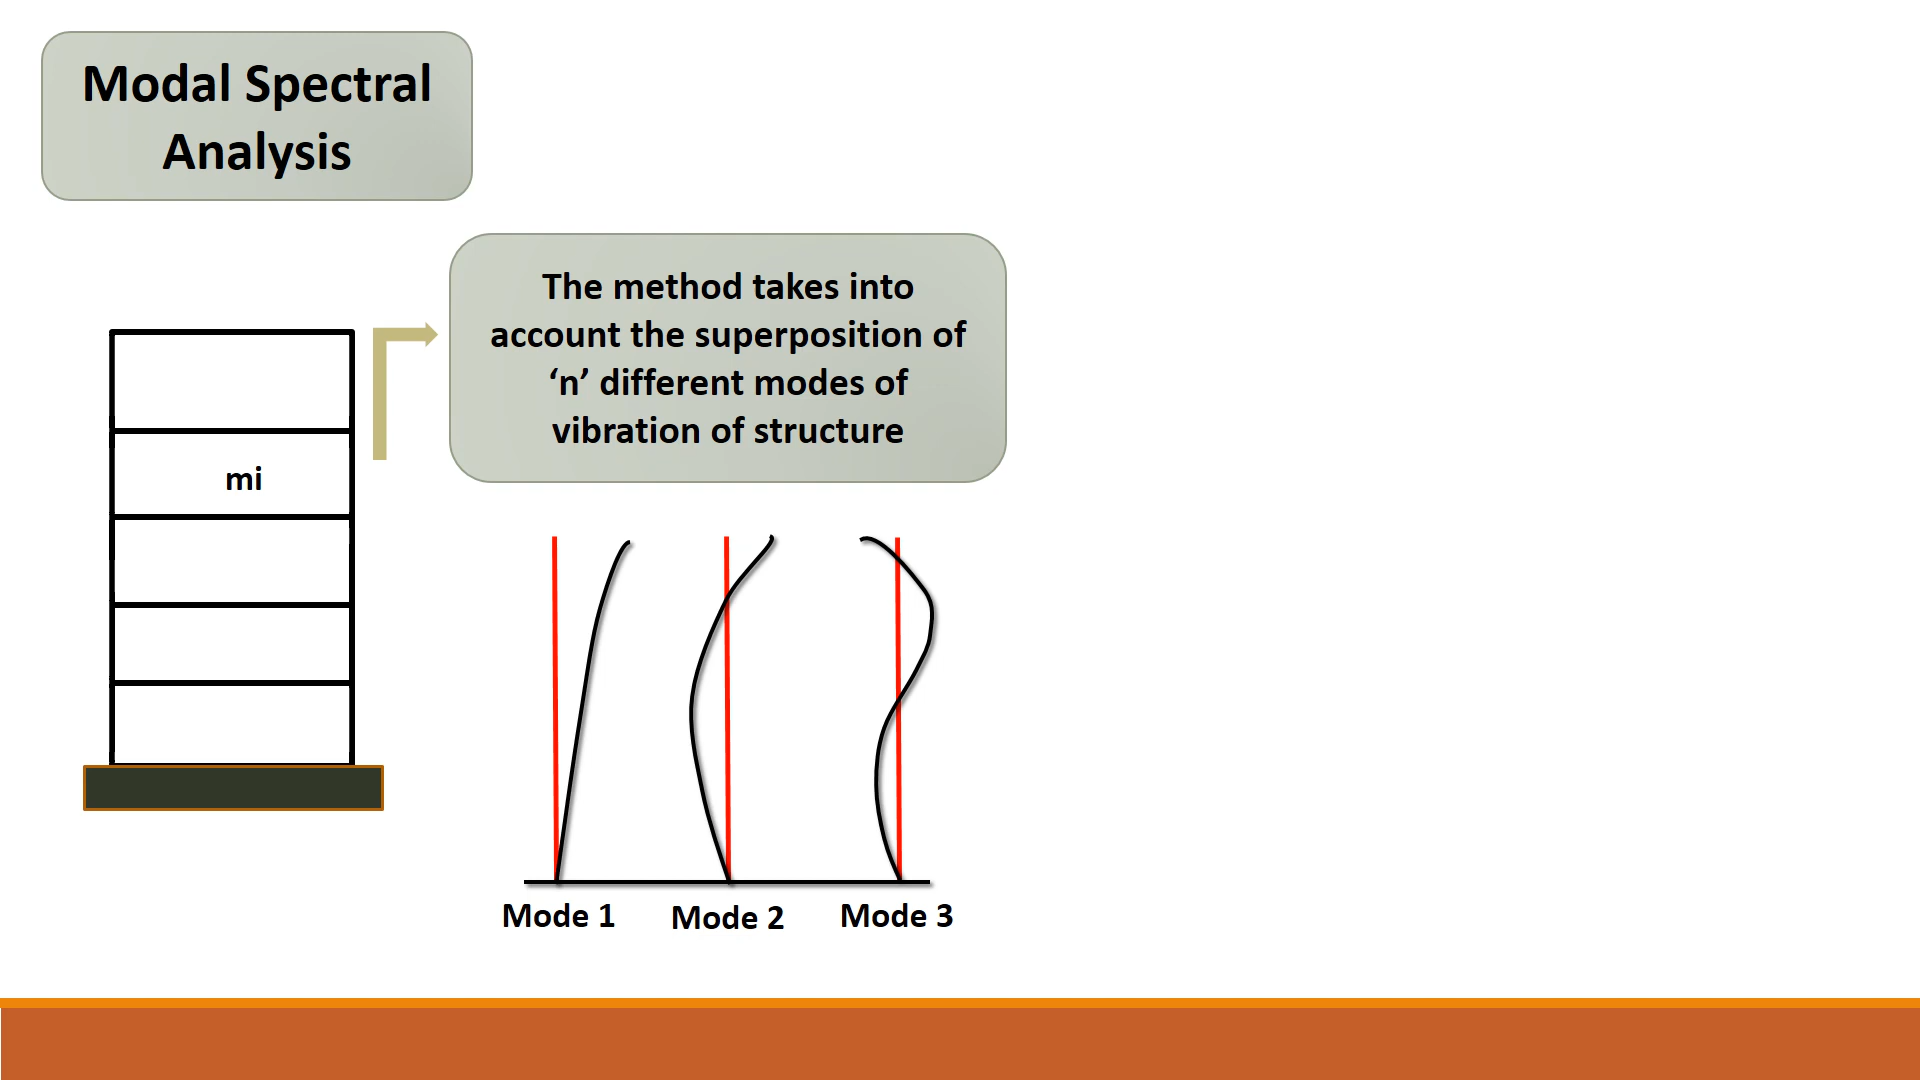 Modal Spectral
Analysis
The method takes into
account the superposition of
‘n’ different modes of
vibration of structure
mi
Mode 1
Mode 2
Mode 3